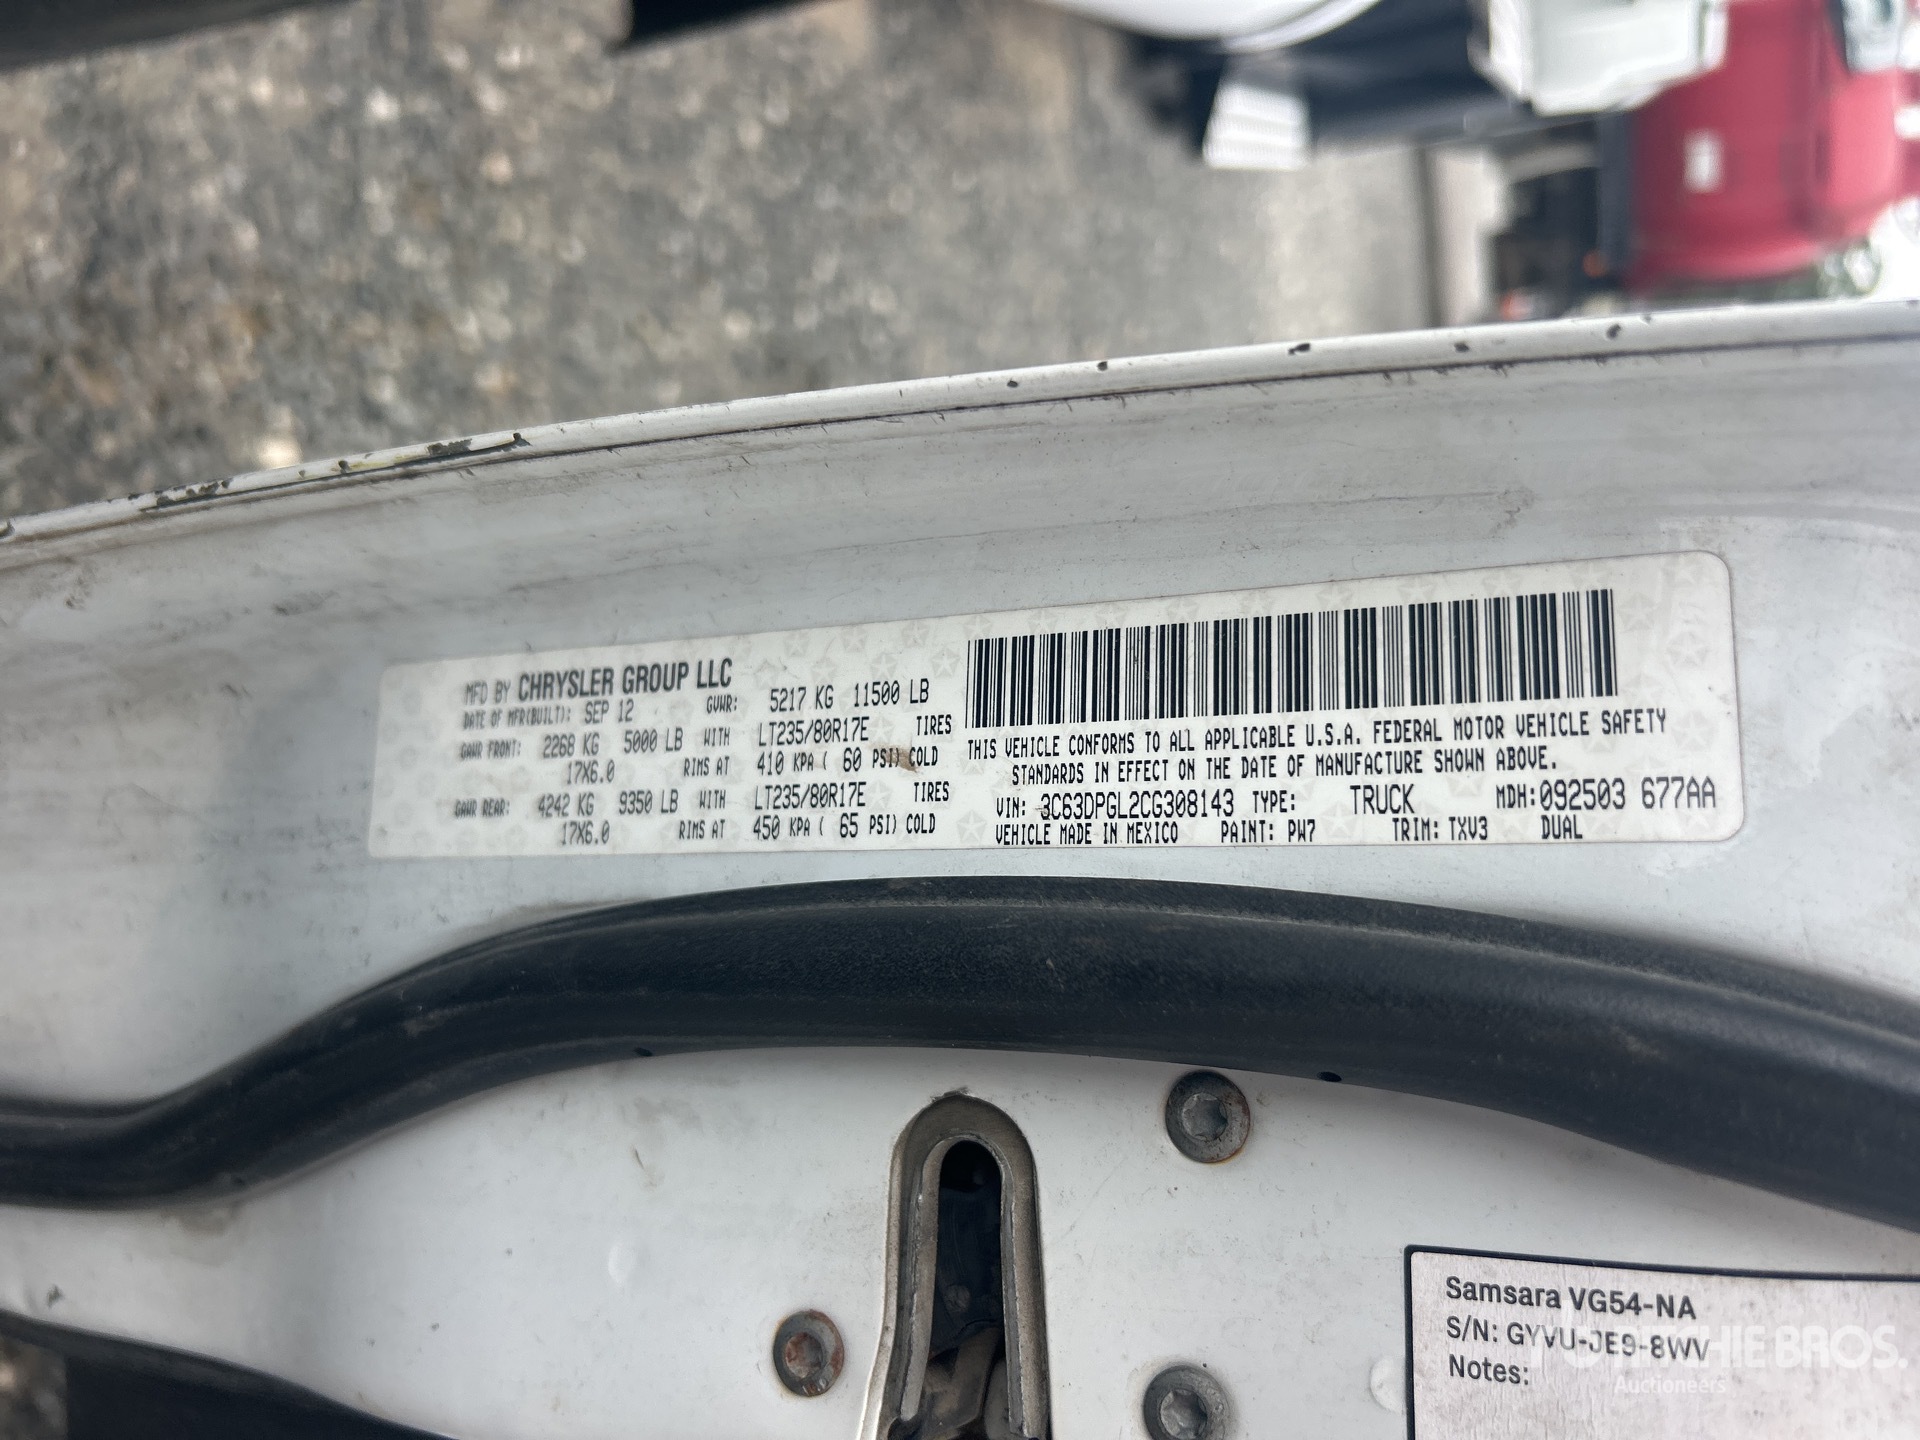 MFD BY CHRYSLER GROUP LLC
DATE OF MFR(BUILT): SEP 12 GVWR: 5217 KG 11500 LB
GAWR FRONT: 2268 KG 5000 LB WITH LT235/80R17E TIRES
17X6.0 RIMS AT 410 KPA ( 60 PSI) COLD
GAWR REAR: 4242 KG 9350 LB WITH LT235/80R17E TIRES
17X6.0 RIMS AT 450 KPA ( 65 PSI) COLD
THIS VEHICLE CONFORMS TO ALL APPLICABLE U.S.A. FEDERAL MOTOR VEHICLE SAFETY
STANDARDS IN EFFECT ON THE DATE OF MANUFACTURE SHOWN ABOVE.
VIN: 3C63DPGL2CG308143 TYPE: TRUCK MDH:092503 677AA
VEHICLE MADE IN MEXICO PAINT: PW7 TRIM: TXV3 DUAL
Samsara VG54-NA
S/N: GYVU-JE9-8WV
Notes:
RITCHIE BROS.
Auctioneers